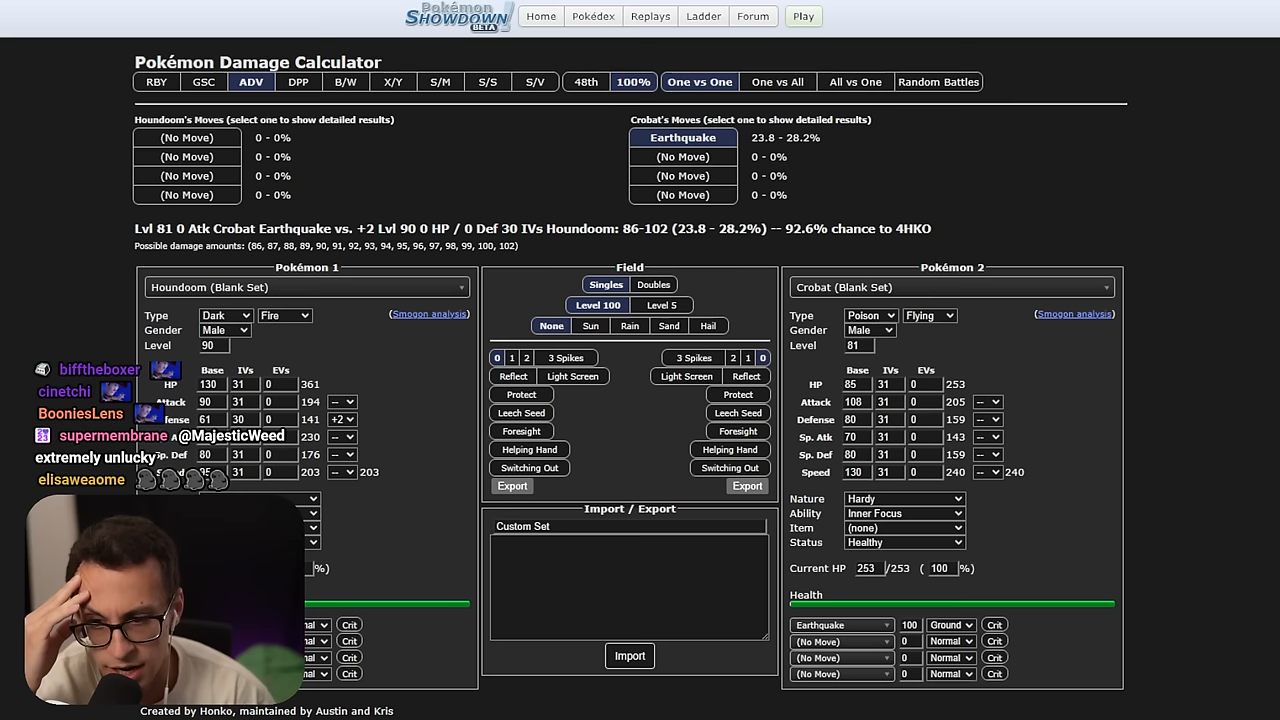 Pokémon
SHOWDOWN!
BETA
Home Pokédex Replays Ladder Forum Play
Pokémon Damage Calculator
RBY GSC ADV DPP B/W X/Y S/M S/S S/V 48th 100% One vs One One vs All All vs One Random Battles
Houndoom's Moves (select one to show detailed results)
(No Move) 0 - 0%
(No Move) 0 - 0%
(No Move) 0 - 0%
(No Move) 0 - 0%
Crobat's Moves (select one to show detailed results)
Earthquake 23.8 - 28.2%
(No Move) 0 - 0%
(No Move) 0 - 0%
(No Move) 0 - 0%
Lvl 81 0 Atk Crobat Earthquake vs. +2 Lvl 90 0 HP / 0 Def 30 IVs Houndoom: 86-102 (23.8 - 28.2%) -- 92.6% chance to 4HKO
Possible damage amounts: (86, 87, 88, 89, 90, 91, 92, 93, 94, 95, 96, 97, 98, 99, 100, 102)
Pokémon 1
Houndoom (Blank Set)
Type Dark Fire (Smogon analysis)
Gender Male
Level 90
Base IVs EVs
HP 130 31 0 361
Attack 90 31 0 194 --
fense 61 30 0 141 +2
31 0 230 --
Sp. Def 80 31 0 176 --
31 0 203 -- 203
%)
Crit
Crit
Crit
Crit
bifftheboxer
cinetchi
BooniesLens
supermembrane @MajesticWeed
extremely unlucky
elisaweaome
Field
Singles Doubles
Level 100 Level 5
None Sun Rain Sand Hail
0 1 2 3 Spikes 3 Spikes 2 1 0
Reflect Light Screen Light Screen Reflect
Protect Protect
Leech Seed Leech Seed
Foresight Foresight
Helping Hand Helping Hand
Switching Out Switching Out
Export Export
Import / Export
Custom Set
Import
Pokémon 2
Crobat (Blank Set)
Type Poison Flying (Smogon analysis)
Gender Male
Level 81
Base IVs EVs
HP 85 31 0 253
Attack 108 31 0 205 --
Defense 80 31 0 159 --
Sp. Atk 70 31 0 143 --
Sp. Def 80 31 0 159 --
Speed 130 31 0 240 -- 240
Nature Hardy
Ability Inner Focus
Item (none)
Status Healthy
Current HP 253 /253 ( 100 %)
Health
Earthquake 100 Ground Crit
(No Move) 0 Normal Crit
(No Move) 0 Normal Crit
(No Move) 0 Normal Crit
Created by Honko, maintained by Austin and Kris